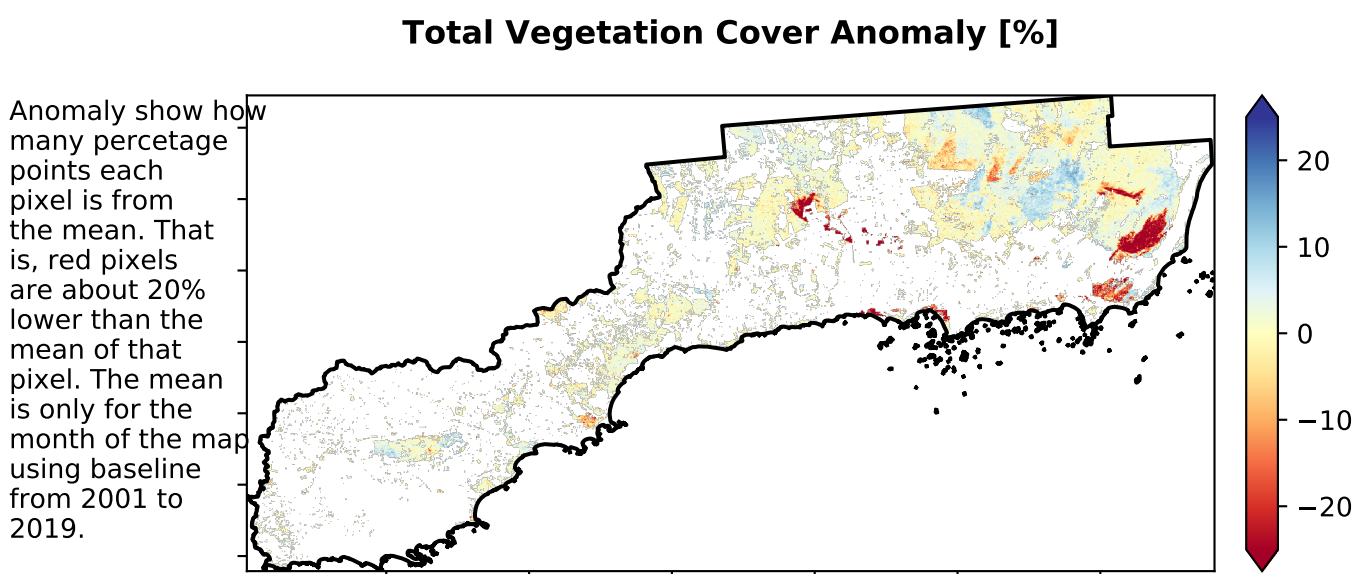 Total Vegetation Cover Anomaly [%]
Anomaly show how
many percetage
points each
pixel is from
the mean. That
is, red pixels
are about 20%
lower than the
mean of that
pixel. The mean
is only for the
month of the map
using baseline
from 2001 to
2019.
20
10
0
−10
−20